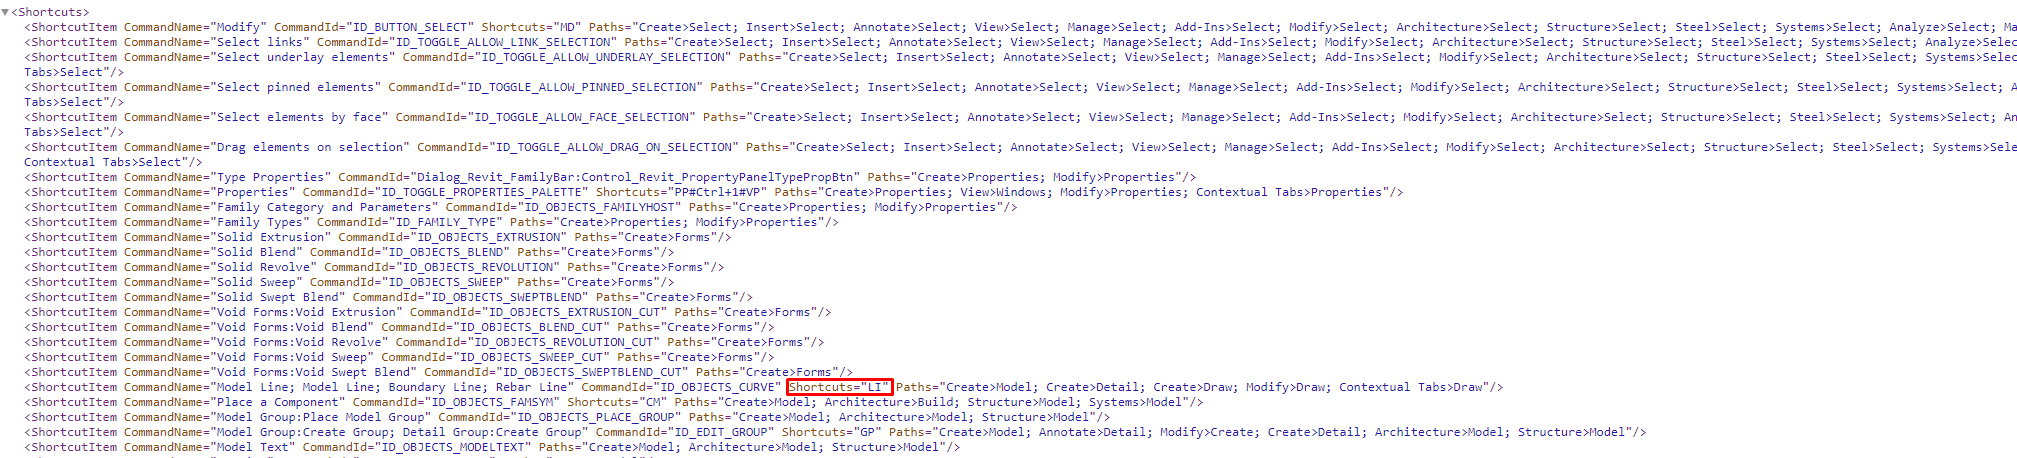 ▼<Shortcuts>
<ShortcutItem CommandName="Modify" CommandId="ID_BUTTON_SELECT" Shortcuts="MD" Paths="Create>Select; Insert>Select; Annotate>Select; View>Select; Manage>Select; Add-Ins>Select; Modify>Select; Architecture>Select; Structure>Select; Steel>Select; Systems>Select; Analyze>Select; Ma
<ShortcutItem CommandName="Select links" CommandId="ID_TOGGLE_ALLOW_LINK_SELECTION" Paths="Create>Select; Insert>Select; Annotate>Select; View>Select; Manage>Select; Add-Ins>Select; Modify>Select; Architecture>Select; Structure>Select; Steel>Select; Systems>Select; Analyze>Selec
<ShortcutItem CommandName="Select underlay elements" CommandId="ID_TOGGLE_ALLOW_UNDERLAY_SELECTION" Paths="Create>Select; Insert>Select; Annotate>Select; View>Select; Manage>Select; Add-Ins>Select; Modify>Select; Architecture>Select; Structure>Select; Steel>Select; Systems>Selec
Tabs>Select"/>
<ShortcutItem CommandName="Select pinned elements" CommandId="ID_TOGGLE_ALLOW_PINNED_SELECTION" Paths="Create>Select; Insert>Select; Annotate>Select; View>Select; Manage>Select; Add-Ins>Select; Modify>Select; Architecture>Select; Structure>Select; Steel>Select; Systems>Select; A
Tabs>Select"/>
<ShortcutItem CommandName="Select elements by face" CommandId="ID_TOGGLE_ALLOW_FACE_SELECTION" Paths="Create>Select; Insert>Select; Annotate>Select; View>Select; Manage>Select; Add-Ins>Select; Modify>Select; Architecture>Select; Structure>Select; Steel>Select; Systems>Select; An
Tabs>Select"/>
<ShortcutItem CommandName="Drag elements on selection" CommandId="ID_TOGGLE_ALLOW_DRAG_ON_SELECTION" Paths="Create>Select; Insert>Select; Annotate>Select; View>Select; Manage>Select; Add-Ins>Select; Modify>Select; Architecture>Select; Structure>Select; Steel>Select; Systems>Sele
Contextual Tabs>Select"/>
<ShortcutItem CommandName="Type Properties" CommandId="Dialog_Revit_FamilyBar:Control_Revit_PropertyPanelTypePropBtn" Paths="Create>Properties; Modify>Properties"/>
<ShortcutItem CommandName="Properties" CommandId="ID_TOGGLE_PROPERTIES_PALETTE" Shortcuts="PP#Ctrl+1#VP" Paths="Create>Properties; View>Windows; Modify>Properties; Contextual Tabs>Properties"/>
<ShortcutItem CommandName="Family Category and Parameters" CommandId="ID_OBJECTS_FAMILYHOST" Paths="Create>Properties; Modify>Properties"/>
<ShortcutItem CommandName="Family Types" CommandId="ID_FAMILY_TYPE" Paths="Create>Properties; Modify>Properties"/>
<ShortcutItem CommandName="Solid Extrusion" CommandId="ID_OBJECTS_EXTRUSION" Paths="Create>Forms"/>
<ShortcutItem CommandName="Solid Blend" CommandId="ID_OBJECTS_BLEND" Paths="Create>Forms"/>
<ShortcutItem CommandName="Solid Revolve" CommandId="ID_OBJECTS_REVOLUTION" Paths="Create>Forms"/>
<ShortcutItem CommandName="Solid Sweep" CommandId="ID_OBJECTS_SWEEP" Paths="Create>Forms"/>
<ShortcutItem CommandName="Solid Swept Blend" CommandId="ID_OBJECTS_SWEPTBLEND" Paths="Create>Forms"/>
<ShortcutItem CommandName="Void Forms:Void Extrusion" CommandId="ID_OBJECTS_EXTRUSION_CUT" Paths="Create>Forms"/>
<ShortcutItem CommandName="Void Forms:Void Blend" CommandId="ID_OBJECTS_BLEND_CUT" Paths="Create>Forms"/>
<ShortcutItem CommandName="Void Forms:Void Revolve" CommandId="ID_OBJECTS_REVOLUTION_CUT" Paths="Create>Forms"/>
<ShortcutItem CommandName="Void Forms:Void Sweep" CommandId="ID_OBJECTS_SWEEP_CUT" Paths="Create>Forms"/>
<ShortcutItem CommandName="Void Forms:Void Swept Blend" CommandId="ID_OBJECTS_SWEPTBLEND_CUT" Paths="Create>Forms"/>
<ShortcutItem CommandName="Model Line; Model Line; Boundary Line; Rebar Line" CommandId="ID_OBJECTS_CURVE" Shortcuts="LI" Paths="Create>Model; Create>Detail; Create>Draw; Modify>Draw; Contextual Tabs>Draw"/>
<ShortcutItem CommandName="Place a Component" CommandId="ID_OBJECTS_FAMSYM" Shortcuts="CM" Paths="Create>Model; Architecture>Build; Structure>Model; Systems>Model"/>
<ShortcutItem CommandName="Model Group:Place Model Group" CommandId="ID_OBJECTS_PLACE_GROUP" Paths="Create>Model; Architecture>Model; Structure>Model"/>
<ShortcutItem CommandName="Model Group:Create Group; Detail Group:Create Group" CommandId="ID_EDIT_GROUP" Shortcuts="GP" Paths="Create>Model; Annotate>Detail; Modify>Create; Create>Detail; Architecture>Model; Structure>Model"/>
<ShortcutItem CommandName="Model Text" CommandId="ID_OBJECTS_MODELTEXT" Paths="Create>Model; Architecture>Model; Structure>Model"/>